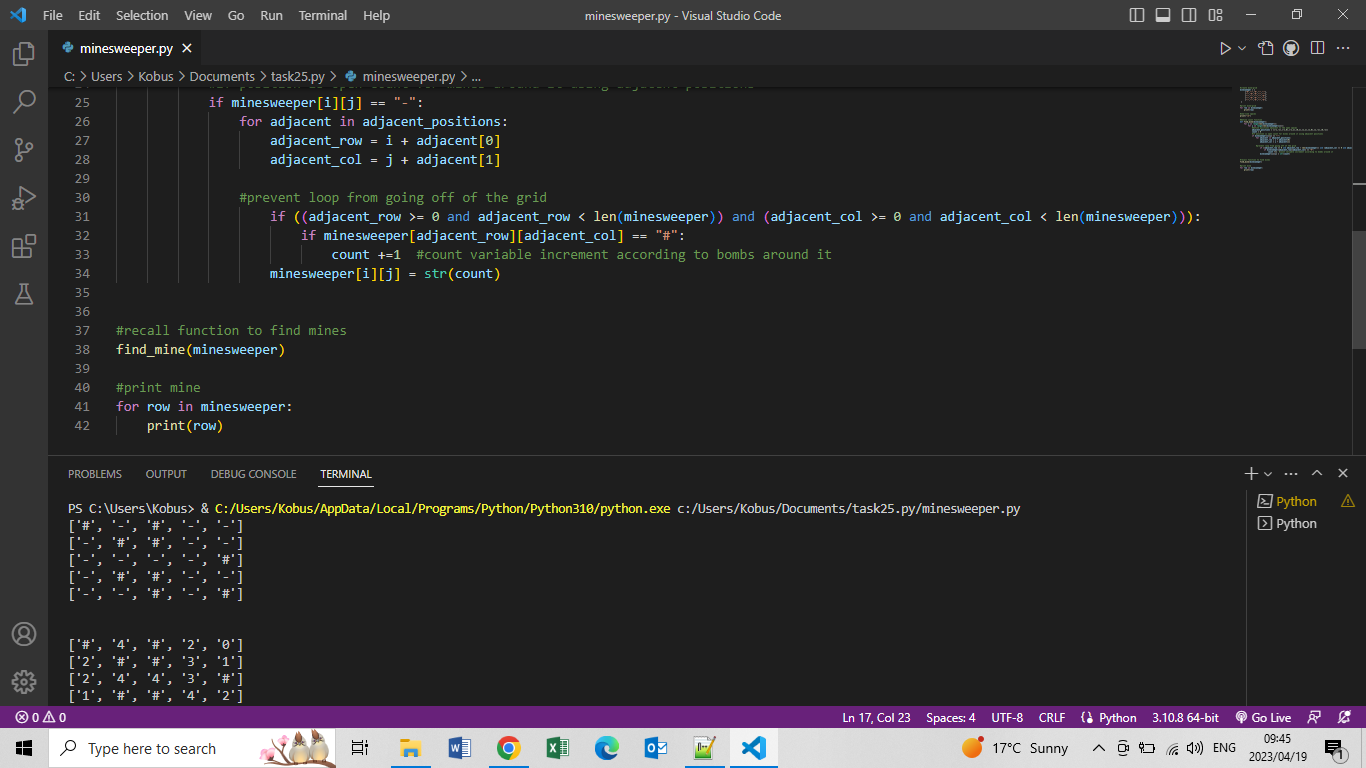 File Edit Selection View Go Run Terminal Help minesweeper.py - Visual Studio Code
minesweeper.py
C: > Users > Kobus > Documents > task25.py > minesweeper.py > ...
25 if minesweeper[i][j] == "-":
26 for adjacent in adjacent_positions:
27 adjacent_row = i + adjacent[0]
28 adjacent_col = j + adjacent[1]
29
30 #prevent loop from going off of the grid
31 if ((adjacent_row >= 0 and adjacent_row < len(minesweeper)) and (adjacent_col >= 0 and adjacent_col < len(minesweeper))):
32 if minesweeper[adjacent_row][adjacent_col] == "#":
33 count +=1  #count variable increment according to bombs around it
34 minesweeper[i][j] = str(count)
35
36
37 #recall function to find mines
38 find_mine(minesweeper)
39
40 #print mine
41 for row in minesweeper:
42 print(row)
PROBLEMS OUTPUT DEBUG CONSOLE TERMINAL
PS C:\Users\Kobus> & C:/Users/Kobus/AppData/Local/Programs/Python/Python310/python.exe c:/Users/Kobus/Documents/task25.py/minesweeper.py
['#', '-', '#', '-', '-']
['-', '#', '#', '-', '-']
['-', '-', '-', '-', '#']
['-', '#', '#', '-', '-']
['-', '-', '#', '-', '#']
['#', '4', '#', '2', '0']
['2', '#', '#', '3', '1']
['2', '4', '4', '3', '#']
['1', '#', '#', '4', '2']
Python
Python
0 0 Ln 17, Col 23 Spaces: 4 UTF-8 CRLF Python 3.10.8 64-bit Go Live
Type here to search 17°C Sunny ENG 09:45
2023/04/19 1